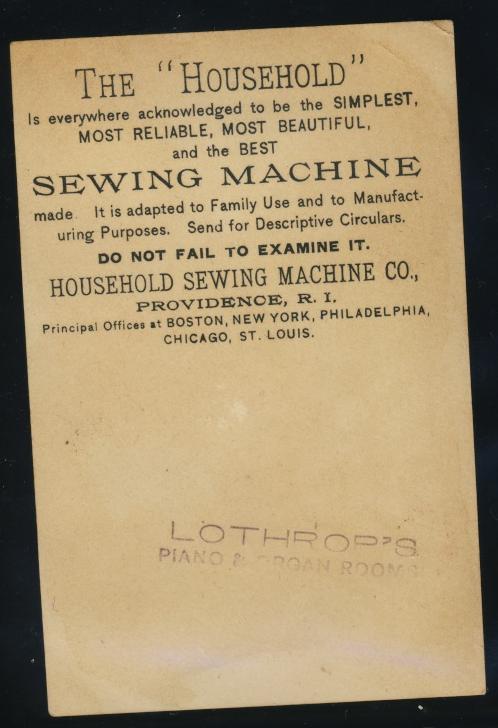 THE "HOUSEHOLD"
Is everywhere acknowledged to be the SIMPLEST,
MOST RELIABLE, MOST BEAUTIFUL,
and the BEST
SEWING MACHINE
made. It is adapted to Family Use and to Manufact-
uring Purposes. Send for Descriptive Circulars.
DO NOT FAIL TO EXAMINE IT.
HOUSEHOLD SEWING MACHINE CO.,
PROVIDENCE, R. I.
Principal Offices at BOSTON, NEW YORK, PHILADELPHIA,
CHICAGO, ST. LOUIS.
LOTHROP'S
PIANO & ORGAN ROOMS